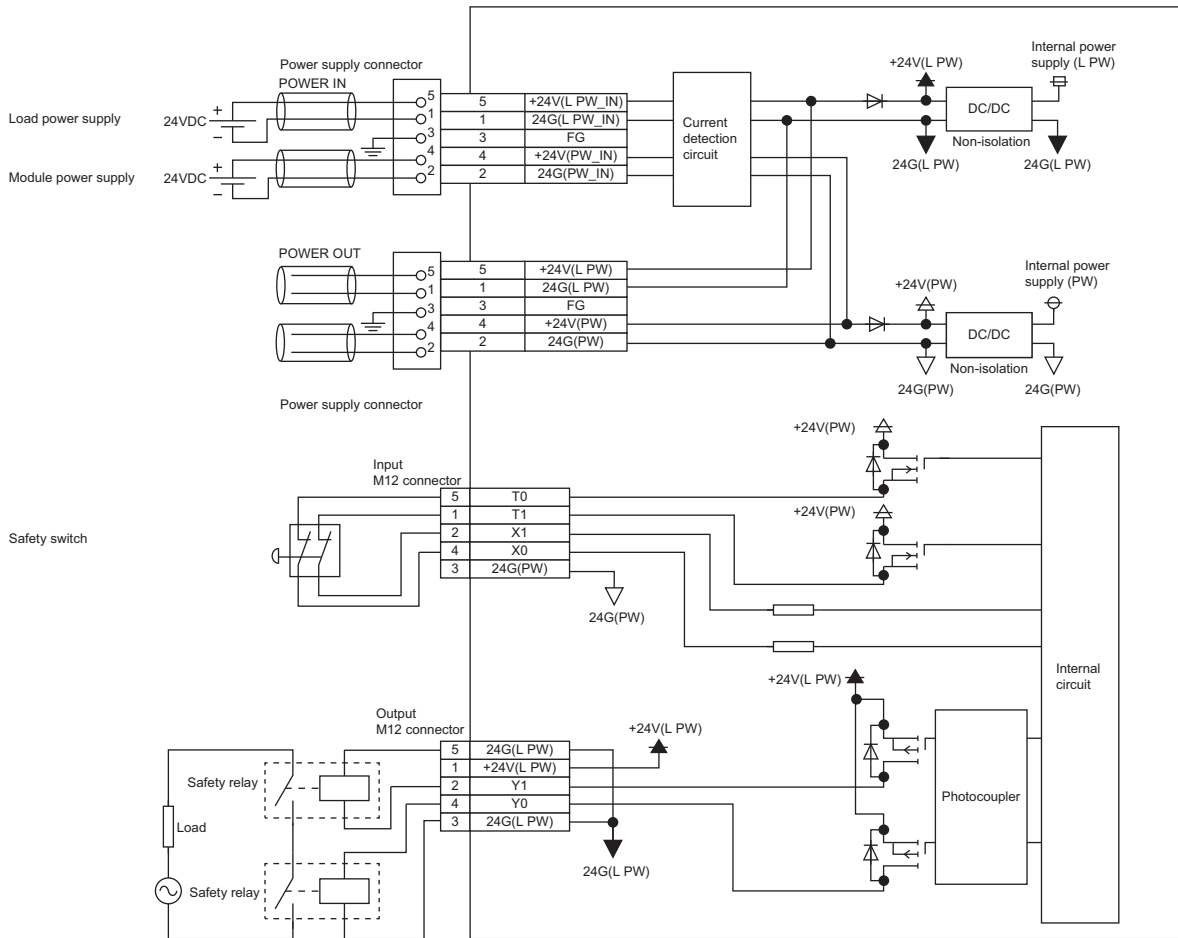 Power supply connector
POWER IN
Load power supply
24VDC
+
−
Module power supply
24VDC
+
−
5
1
3
4
2
5 +24V(L PW_IN)
1 24G(L PW_IN)
3 FG
4 +24V(PW_IN)
2 24G(PW_IN)
Current
detection
circuit
+24V(L PW)
24G(L PW)
DC/DC
Non-isolation
Internal power
supply (L PW)
24G(L PW)
POWER OUT
5
1
3
4
2
5 +24V(L PW)
1 24G(L PW)
3 FG
4 +24V(PW)
2 24G(PW)
Power supply connector
+24V(PW)
24G(PW)
DC/DC
Non-isolation
Internal power
supply (PW)
24G(PW)
Input
M12 connector
Safety switch
5 T0
1 T1
2 X1
4 X0
3 24G(PW)
24G(PW)
+24V(PW)
+24V(PW)
Internal
circuit
Output
M12 connector
5 24G(L PW)
1 +24V(L PW)
2 Y1
4 Y0
3 24G(L PW)
+24V(L PW)
24G(L PW)
+24V(L PW)
Photocoupler
Safety relay
Load
Safety relay